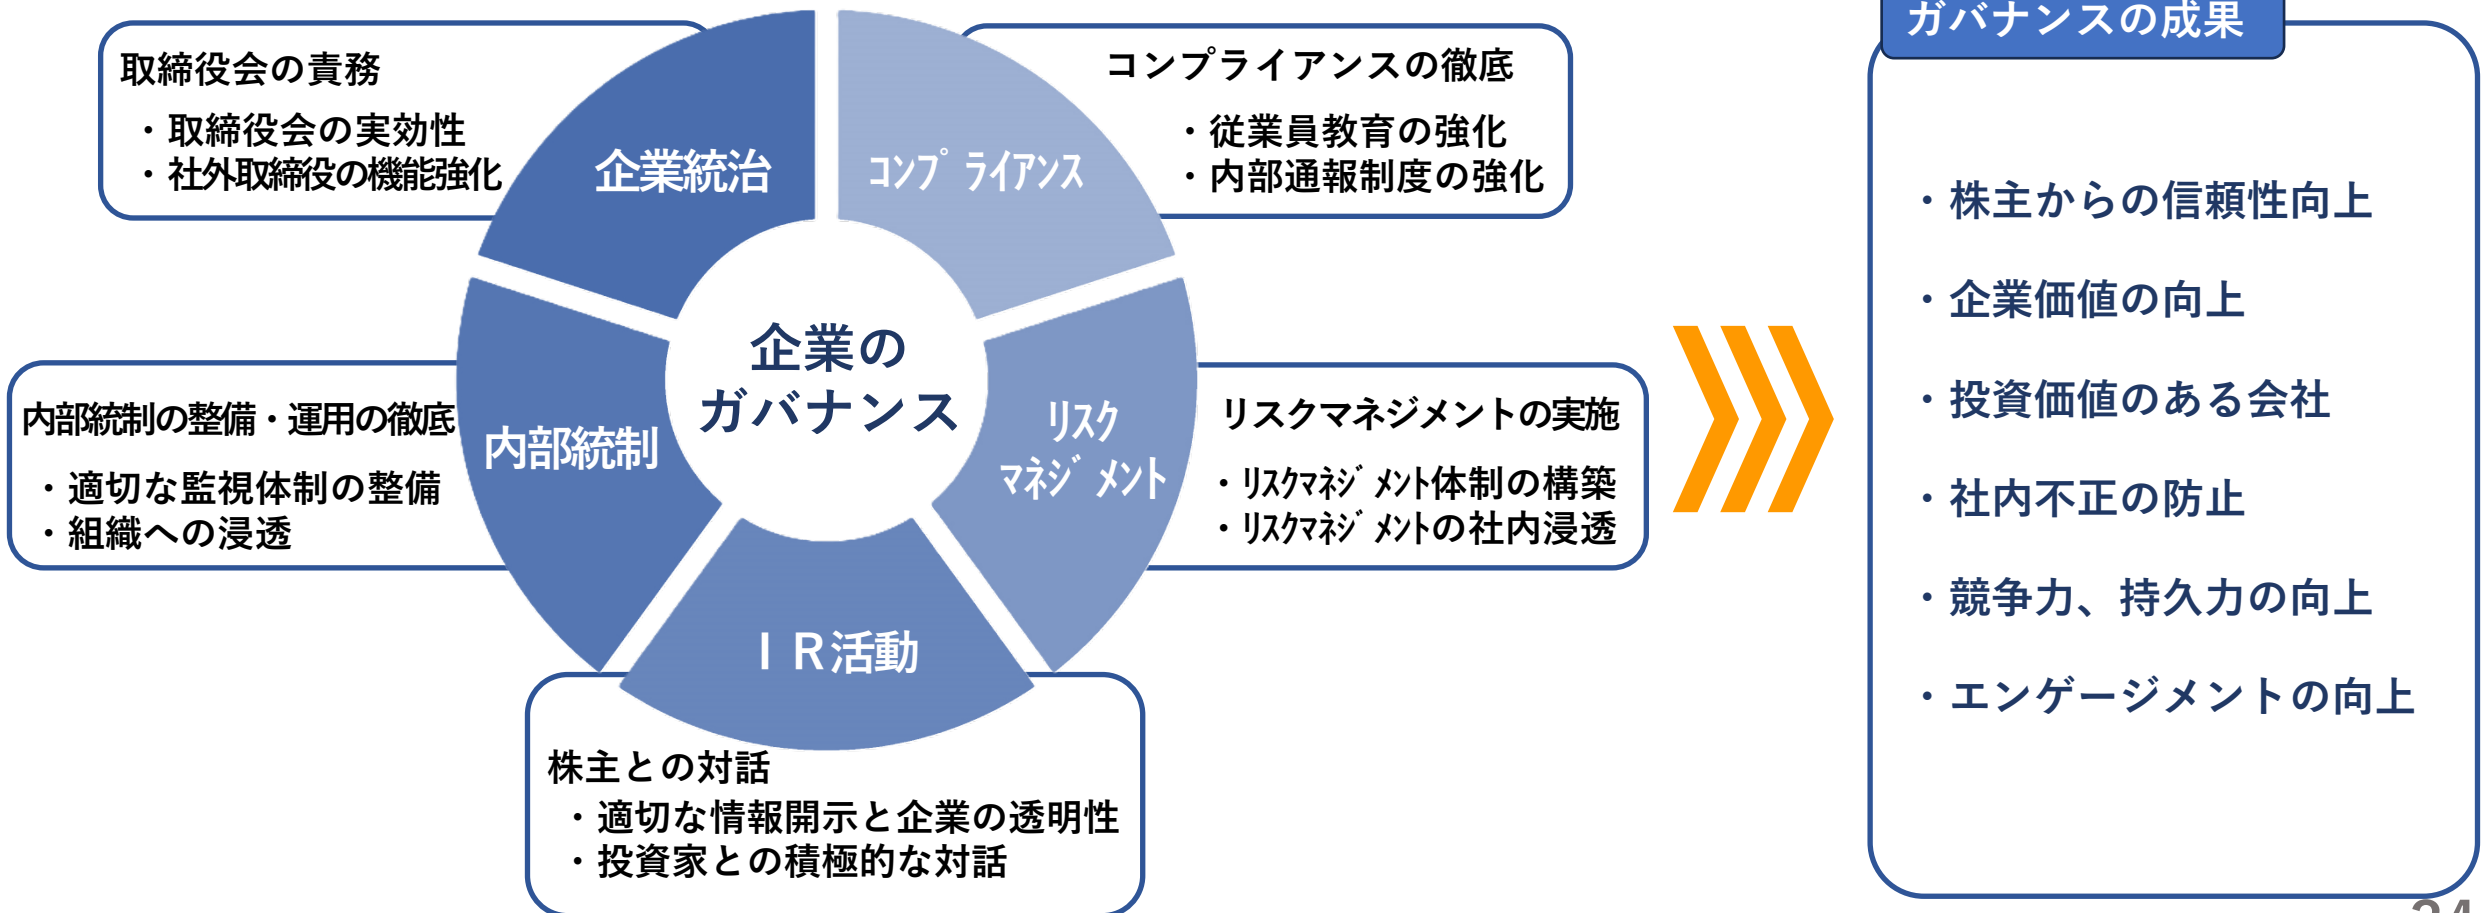 取締役会の責務
・取締役会の実効性
・社外取締役の機能強化
コンプライアンスの徹底
・従業員教育の強化
・内部通報制度の強化
企業統治
ｺﾝﾌﾟﾗｲｱﾝｽ
企業の
ガバナンス
内部統制の整備・運用の徹底
・適切な監視体制の整備
・組織への浸透
内部統制
ﾘｽｸ
ﾏﾈｼﾞﾒﾝﾄ
リスクマネジメントの実施
・ﾘｽｸﾏﾈｼﾞﾒﾝﾄ体制の構築
・ﾘｽｸﾏﾈｼﾞﾒﾝﾄの社内浸透
ＩＲ活動
株主との対話
・適切な情報開示と企業の透明性
・投資家との積極的な対話
ガバナンスの成果
・株主からの信頼性向上
・企業価値の向上
・投資価値のある会社
・社内不正の防止
・競争力、持久力の向上
・エンゲージメントの向上